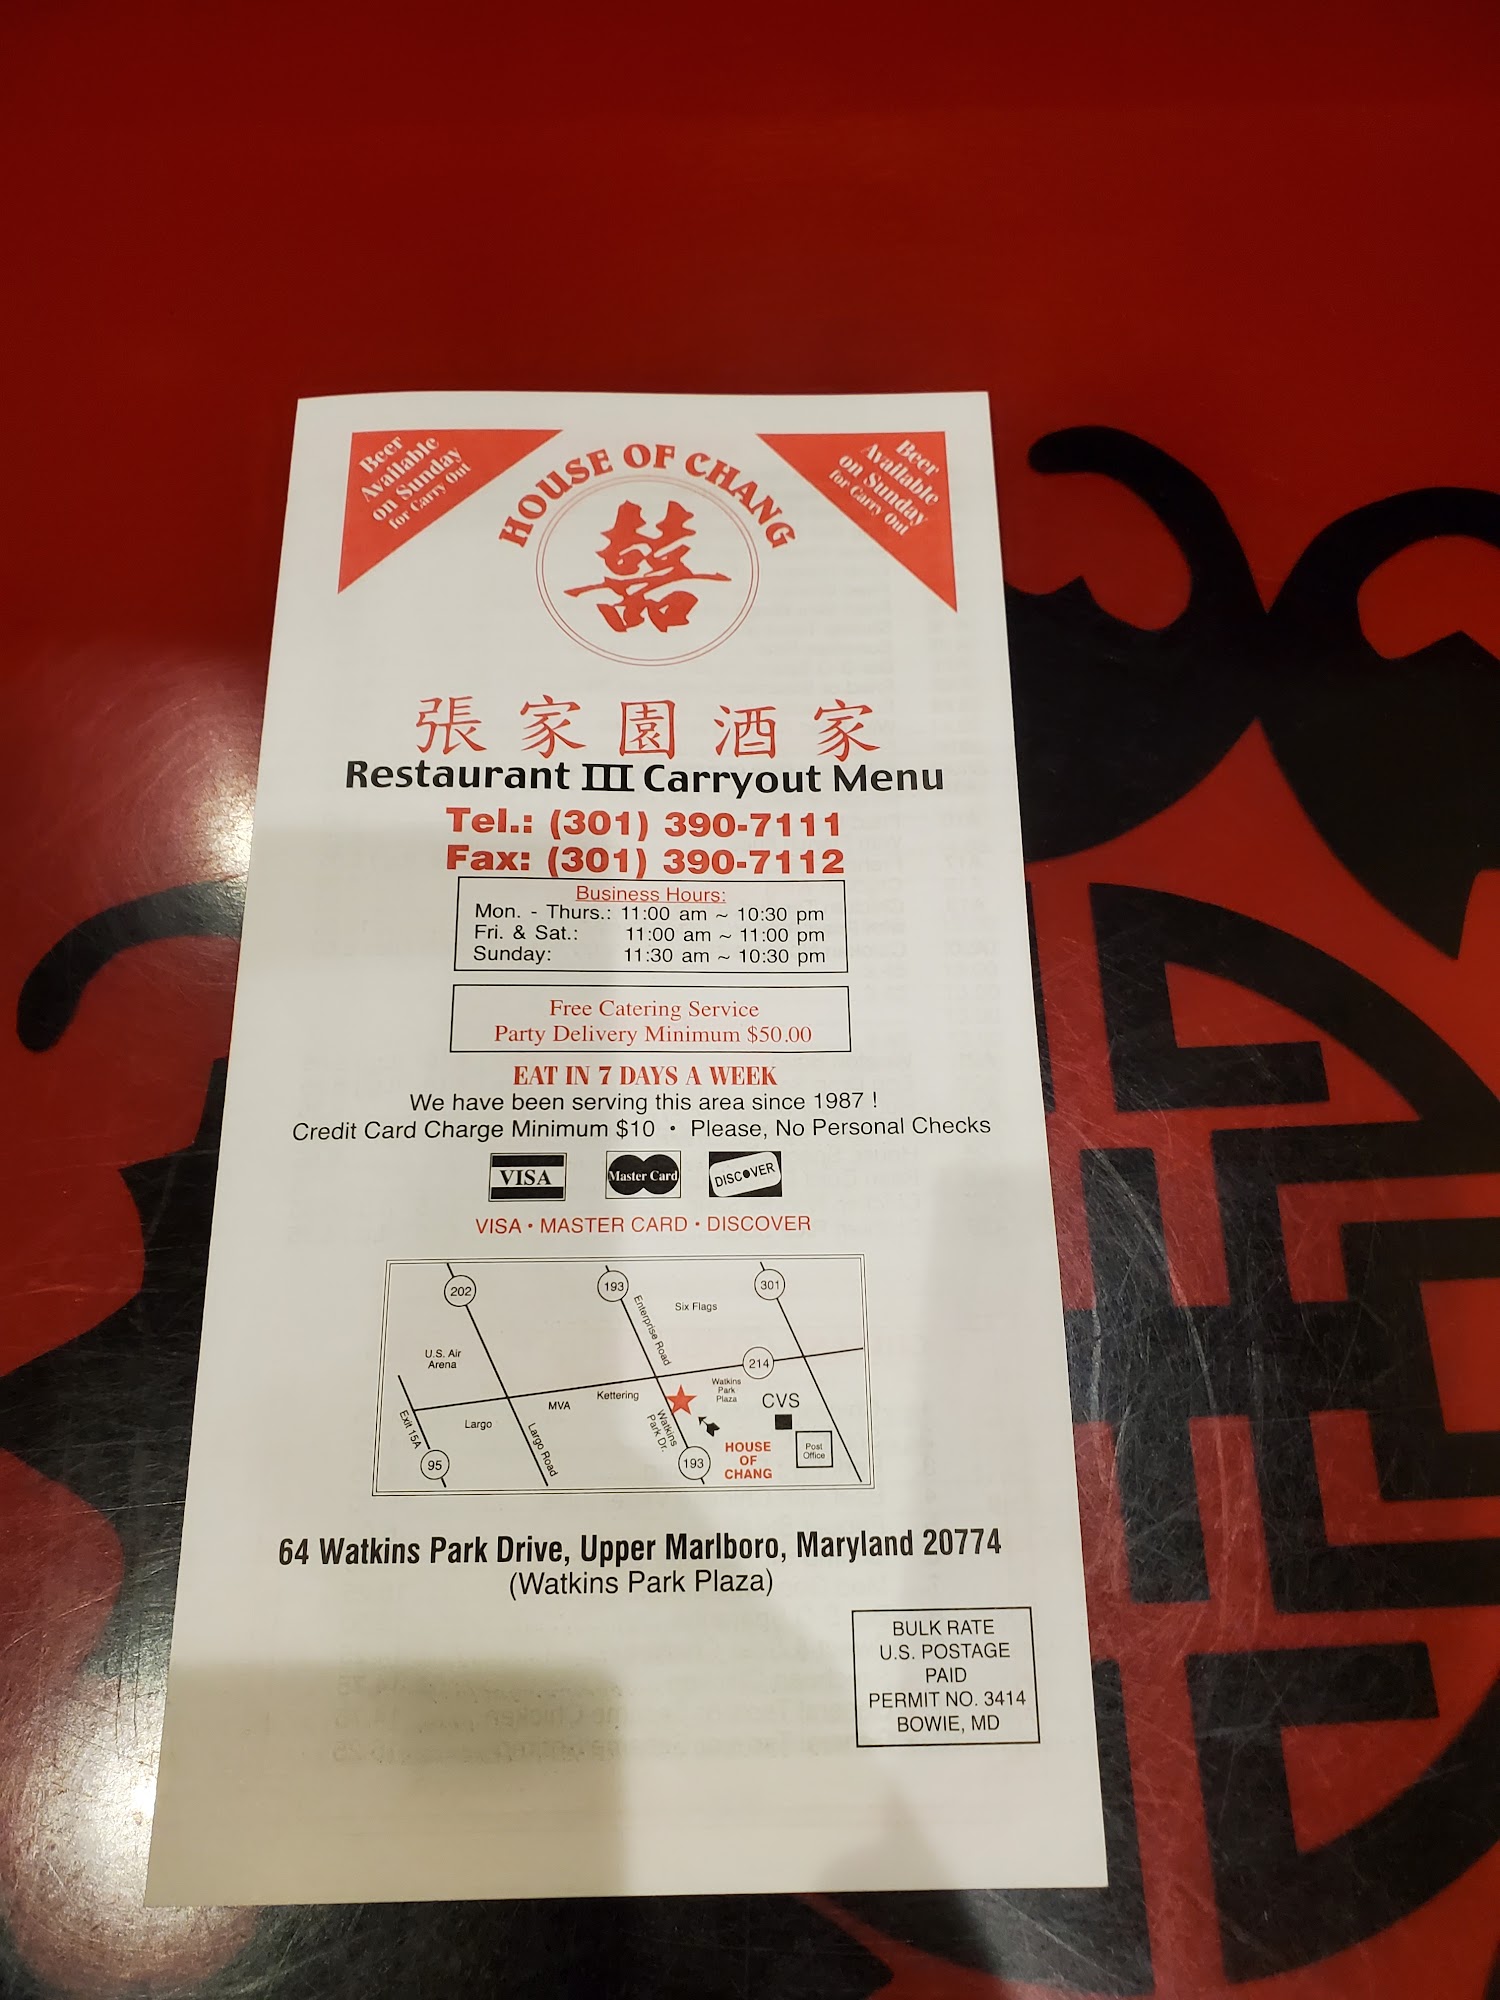 Beer
Available
on Sunday
for Carry Out
HOUSE OF CHANG
Beer
Available
on Sunday
for Carry Out
囍
張家園酒家
Restaurant III Carryout Menu
Tel.: (301) 390-7111
Fax: (301) 390-7112
Business Hours:
Mon. - Thurs.: 11:00 am ~ 10:30 pm
Fri. & Sat.: 11:00 am ~ 11:00 pm
Sunday: 11:30 am ~ 10:30 pm
Free Catering Service
Party Delivery Minimum $50.00
EAT IN 7 DAYS A WEEK
We have been serving this area since 1987 !
Credit Card Charge Minimum $10 • Please, No Personal Checks
VISA
Master Card
DISCOVER
VISA • MASTER CARD • DISCOVER
202
193
301
Six Flags
Enterprise Road
U.S. Air
Arena
214
Watkins
Park
Plaza
Kettering
CVS
MVA
Largo
Exit 15A
Largo Road
Watkins
Park Dr.
Post
Office
95
193
HOUSE
OF
CHANG
64 Watkins Park Drive, Upper Marlboro, Maryland 20774
(Watkins Park Plaza)
BULK RATE
U.S. POSTAGE
PAID
PERMIT NO. 3414
BOWIE, MD